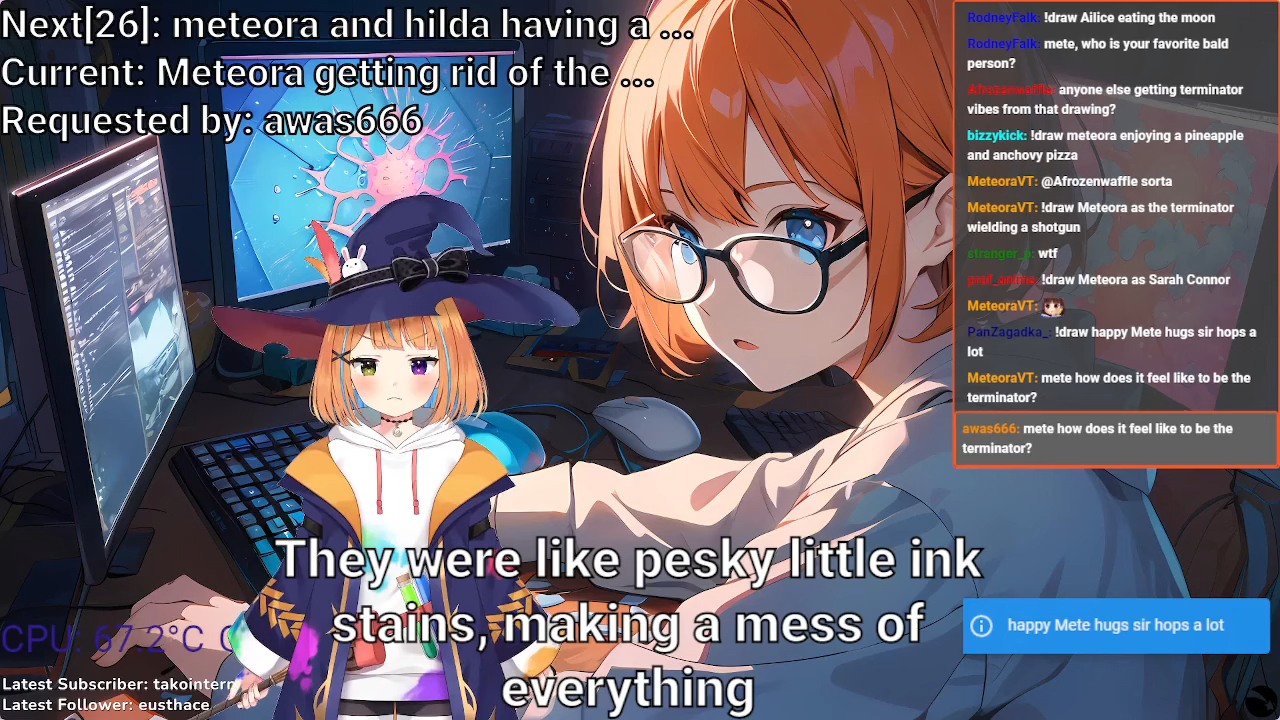 Next[26]: meteora and hilda having a ...
Current: Meteora getting rid of the ...
Requested by: awas666
RodneyFalk: !draw Ailice eating the moon
RodneyFalk: mete, who is your favorite bald
person?
Afrozenwaffle: anyone else getting terminator
vibes from that drawing?
bizzykick: !draw meteora enjoying a pineapple
and anchovy pizza
MeteoraVT: @Afrozenwaffle sorta
MeteoraVT: !draw Meteora as the terminator
wielding a shotgun
stranger_p: wtf
!draw Meteora as Sarah Connor
MeteoraVT:
PanZagadka_: !draw happy Mete hugs sir hops a
lot
MeteoraVT: mete how does it feel like to be the
terminator?
awas666: mete how does it feel like to be the
terminator?
They were like pesky little ink
stains, making a mess of
everything
happy Mete hugs sir hops a lot
CPU: 67.2°C
Latest Subscriber: takointern
Latest Follower: eusthace